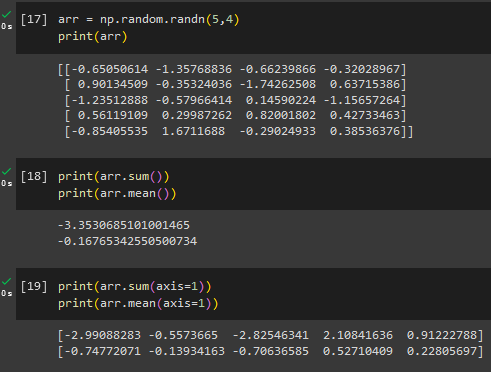 [17] arr = np.random.randn(5,4)
0s
print(arr)
[[-0.65050614 -1.35768836 -0.66239866 -0.32028967]
[ 0.90134509 -0.35324036 -1.74262508 0.63715386]
[-1.23512888 -0.57966414 0.14590224 -1.15657264]
[ 0.56119109 0.29987262 0.82001802 0.42733463]
[-0.85405535 1.6711688 -0.29024933 0.38536376]]
[18] print(arr.sum())
0s
print(arr.mean())
-3.3530685101001465
-0.16765342550500734
[19] print(arr.sum(axis=1))
0s
print(arr.mean(axis=1))
[-2.99088283 -0.5573665 -2.82546341 2.10841636 0.91222788]
[-0.74772071 -0.13934163 -0.70636585 0.52710409 0.22805697]